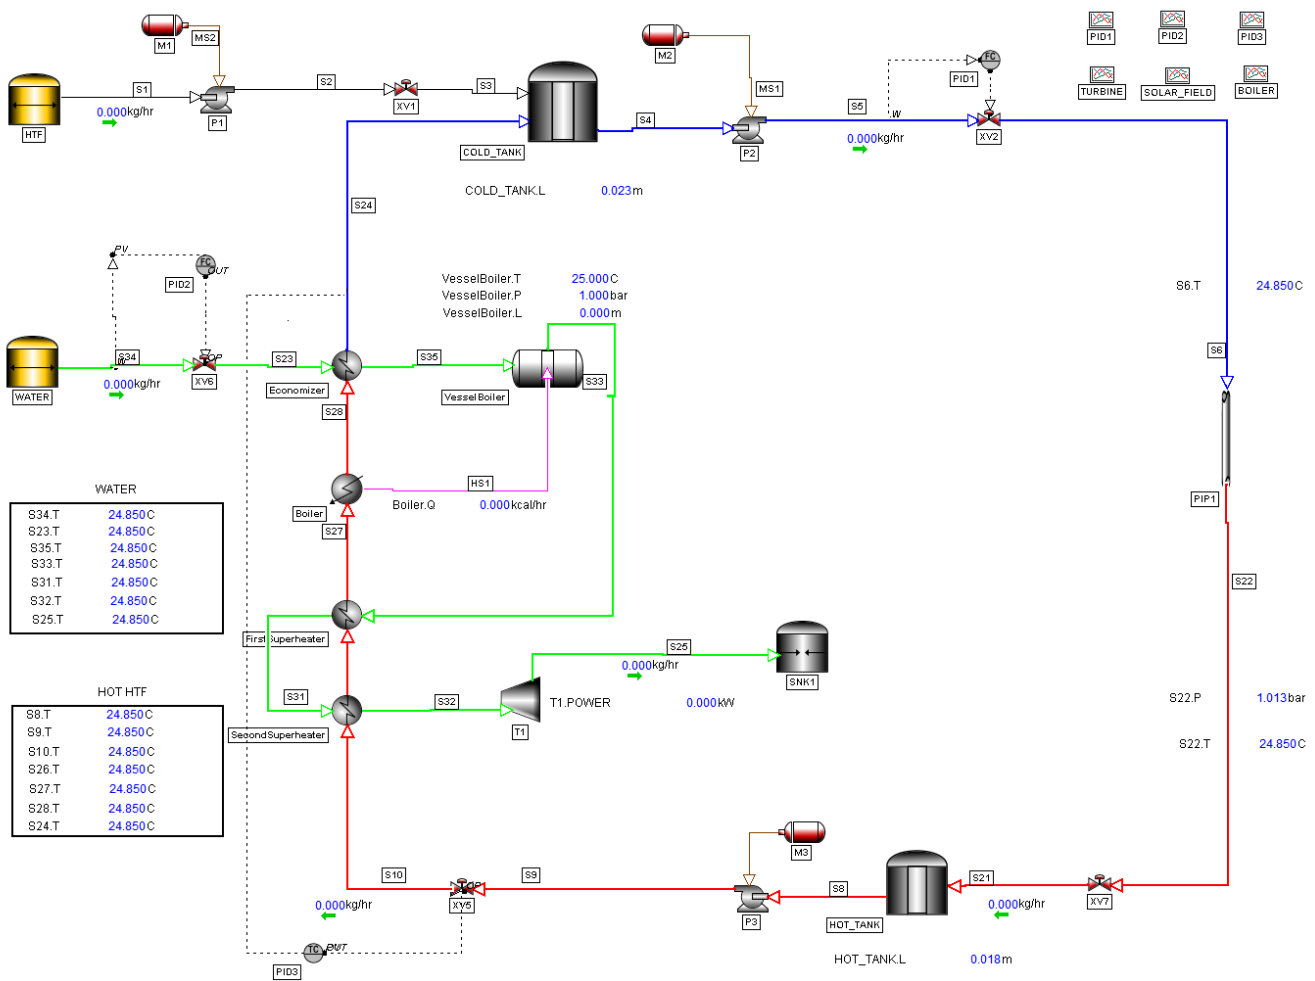 M1
MS2
HTF
S1
0.000kg/hr
P1
S2
XV1
S3
COLD_TANK
COLD_TANK.L 0.023m
S4
M2
MS1
P2
S5
0.000kg/hr
W
PID1
FC
XV2
PID1
PID2
PID3
TURBINE
SOLAR_FIELD
BOILER
S24
S6.T 24.850C
S6
PIP1
S22
S22.P 1.013bar
S22.T 24.850C
PV
FC
OUT
PID2
WATER
S34
W
0.000kg/hr
OP
XV6
S23
Economizer
S35
VesselBoiler.T 25.000C
VesselBoiler.P 1.000bar
VesselBoiler.L 0.000m
VesselBoiler
S33
S28
Boiler
S27
HS1
Boiler.Q 0.000kcal/hr
FirstSuperheater
S31
SecondSuperheater
S32
T1
T1.POWER 0.000kW
S25
0.000kg/hr
SNK1
WATER
S34.T 24.850C
S23.T 24.850C
S35.T 24.850C
S33.T 24.850C
S31.T 24.850C
S32.T 24.850C
S25.T 24.850C
HOT HTF
S8.T 24.850C
S9.T 24.850C
S10.T 24.850C
S26.T 24.850C
S27.T 24.850C
S28.T 24.850C
S24.T 24.850C
S10
0.000kg/hr
XV5
S9
TC
PID3
M3
P3
S8
HOT_TANK
HOT_TANK.L 0.018m
S21
0.000kg/hr
XV7